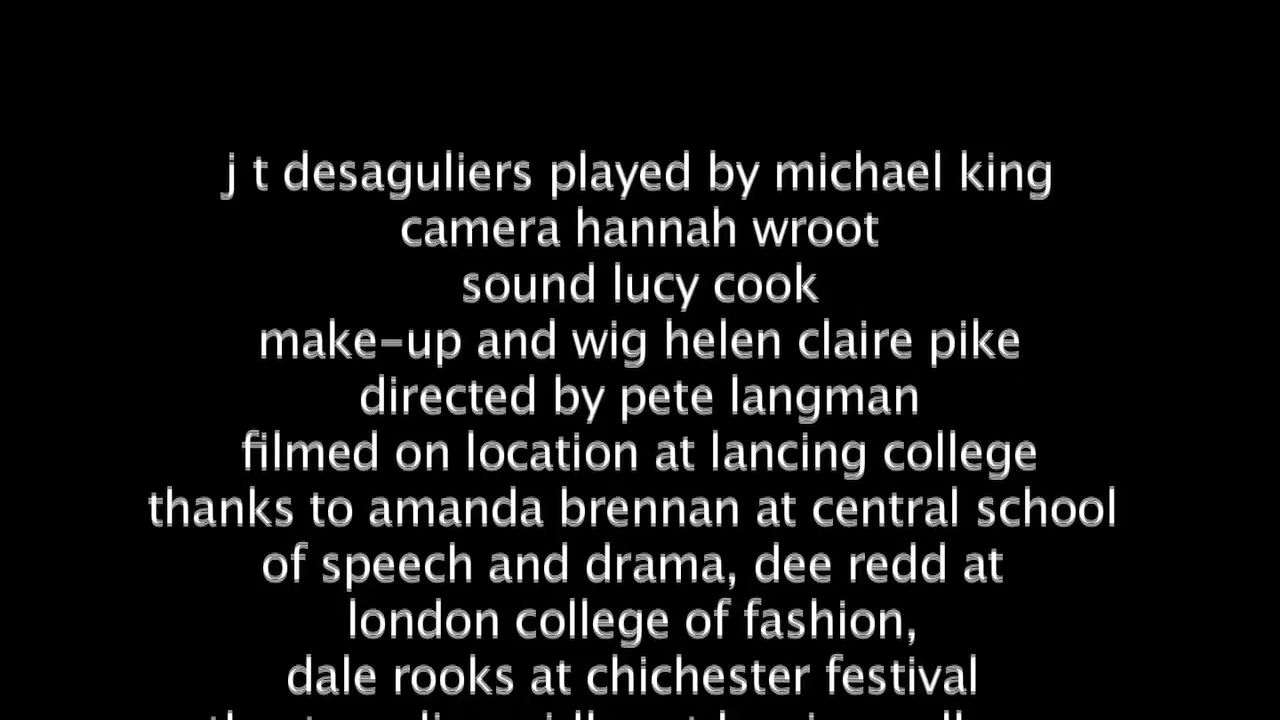 j t desaguliers played by michael king
camera hannah wroot
sound lucy cook
make-up and wig helen claire pike
directed by pete langman
filmed on location at lancing college
thanks to amanda brennan at central school
of speech and drama, dee redd at
london college of fashion,
dale rooks at chichester festival